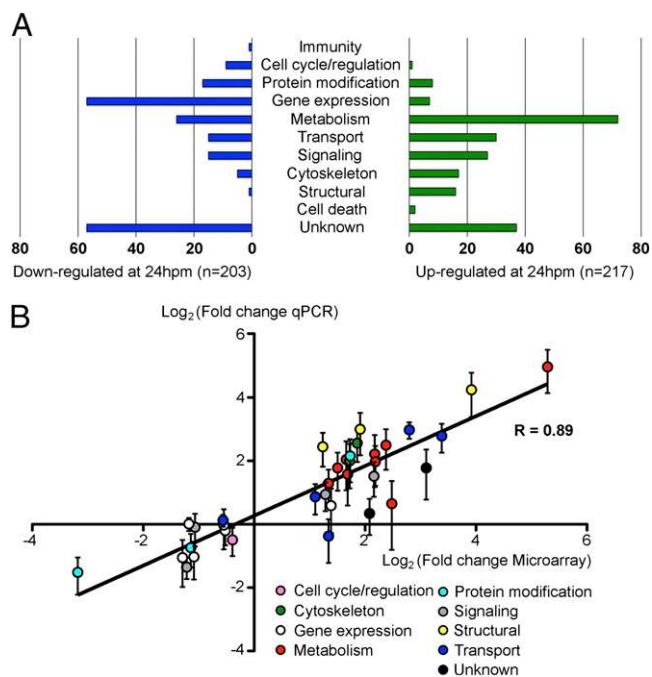 A
Immunity
Cell cycle/regulation
Protein modification
Gene expression
Metabolism
Transport
Signaling
Cytoskeleton
Structural
Cell death
Unknown
80 60 40 20 0 0 20 40 60 80
Down-regulated at 24hpm (n=203) Up-regulated at 24hpm (n=217)
B
Log2 (Fold change qPCR)
6
4
R = 0.89
2
-4 -2 2 4 6
Log2 (Fold change Microarray)
-2
Cell cycle/regulation Protein modification
Cytoskeleton Signaling
Gene expression Structural
Metabolism Transport
-4 Unknown